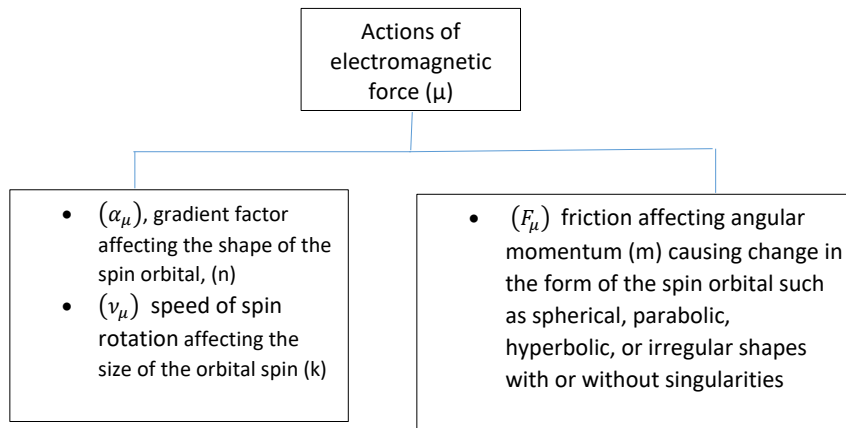 Actions of
electromagnetic
force (μ)
• (α_μ), gradient factor
affecting the shape of the
spin orbital, (n)
• (ν_μ) speed of spin
rotation affecting the
size of the orbital spin (k)
• (F_μ) friction affecting angular
momentum (m) causing change in
the form of the spin orbital such
as spherical, parabolic,
hyperbolic, or irregular shapes
with or without singularities